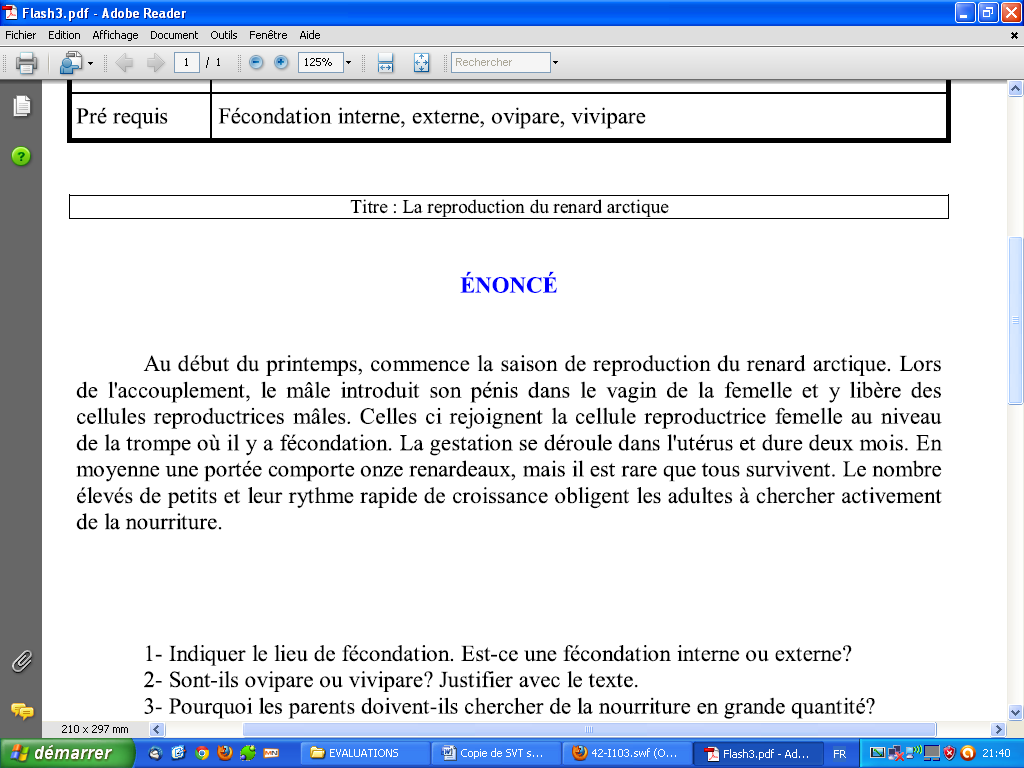 Flash3.pdf - Adobe Reader
Fichier Edition Affichage Document Outils Fenêtre Aide
1 / 1 125% Rechercher
Pré requis Fécondation interne, externe, ovipare, vivipare
Titre : La reproduction du renard arctique
ÉNONCÉ
Au début du printemps, commence la saison de reproduction du renard arctique. Lors
de l'accouplement, le mâle introduit son pénis dans le vagin de la femelle et y libère des
cellules reproductrices mâles. Celles ci rejoignent la cellule reproductrice femelle au niveau
de la trompe où il y a fécondation. La gestation se déroule dans l'utérus et dure deux mois. En
moyenne une portée comporte onze renardeaux, mais il est rare que tous survivent. Le nombre
élevés de petits et leur rythme rapide de croissance obligent les adultes à chercher activement
de la nourriture.
1- Indiquer le lieu de fécondation. Est-ce une fécondation interne ou externe?
2- Sont-ils ovipare ou vivipare? Justifier avec le texte.
3- Pourquoi les parents doivent-ils chercher de la nourriture en grande quantité?
210 x 297 mm
démarrer EVALUATIONS Copie de SVT s... 42-I103.swf (O... Flash3.pdf - Ad... FR 21:40